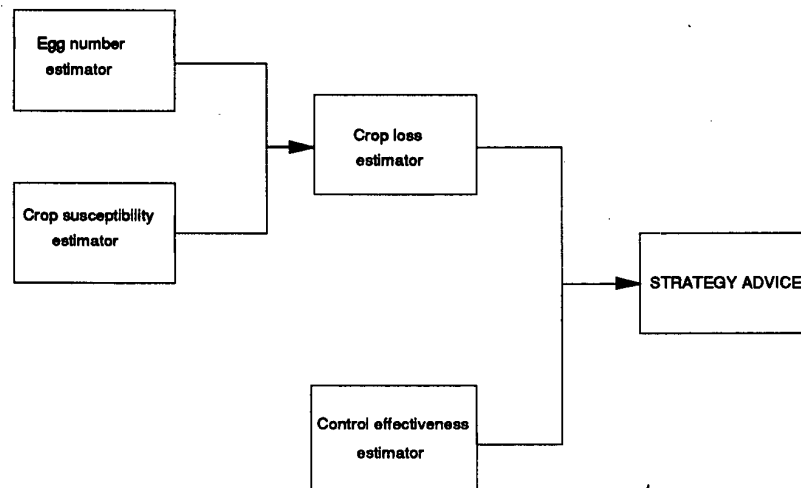 Egg number
estimator
Crop loss
estimator
Crop susceptibility
estimator
STRATEGY ADVICE
Control effectiveness
estimator